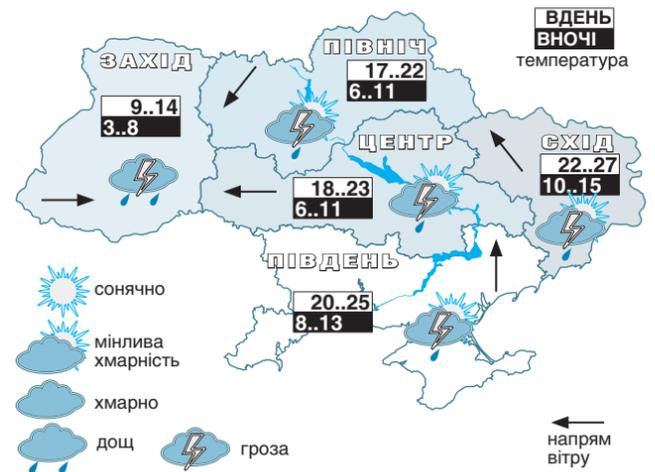 ВДЕНЬ
ВНОЧІ
температура
ЗАХІД
9..14
3..8
ПІВНІЧ
17..22
6..11
ЦЕНТР
18..23
6..11
СХІД
22..27
10..15
ПІВДЕНЬ
20..25
8..13
сонячно
мінлива
хмарність
хмарно
дощ
гроза
напрям
вітру